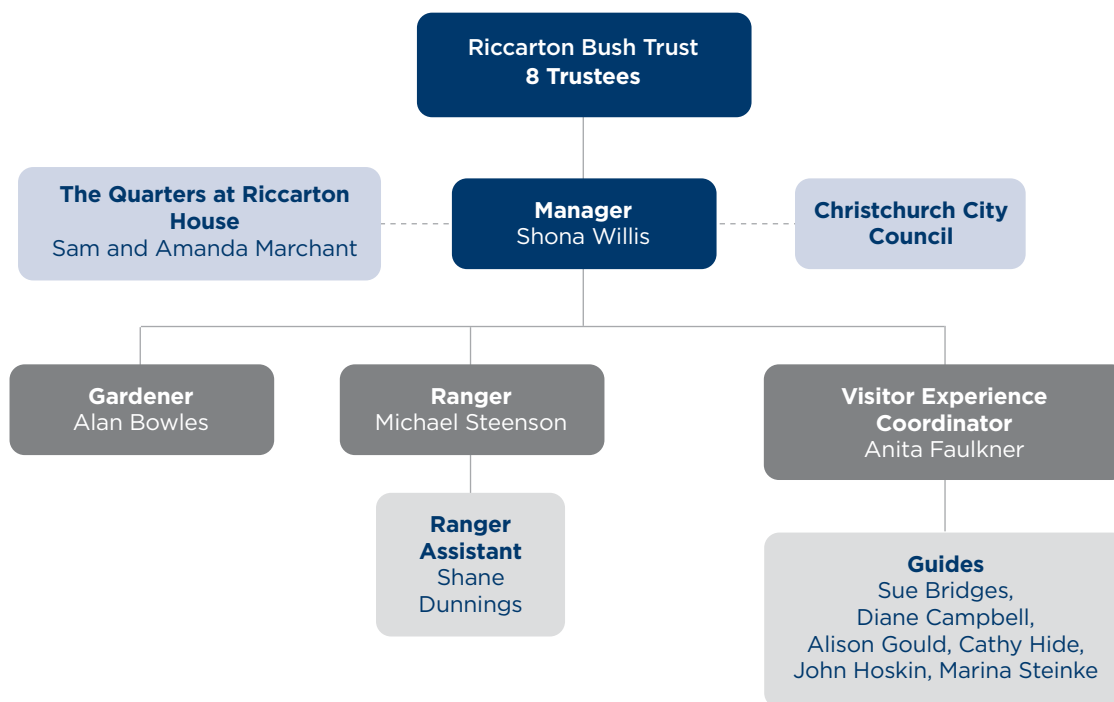 Riccarton Bush Trust
8 Trustees
The Quarters at Riccarton
House
Sam and Amanda Marchant
Manager
Shona Willis
Christchurch City
Council
Gardener
Alan Bowles
Ranger
Michael Steenson
Visitor Experience
Coordinator
Anita Faulkner
Ranger
Assistant
Shane
Dunnings
Guides
Sue Bridges,
Diane Campbell,
Alison Gould, Cathy Hide,
John Hoskin, Marina Steinke